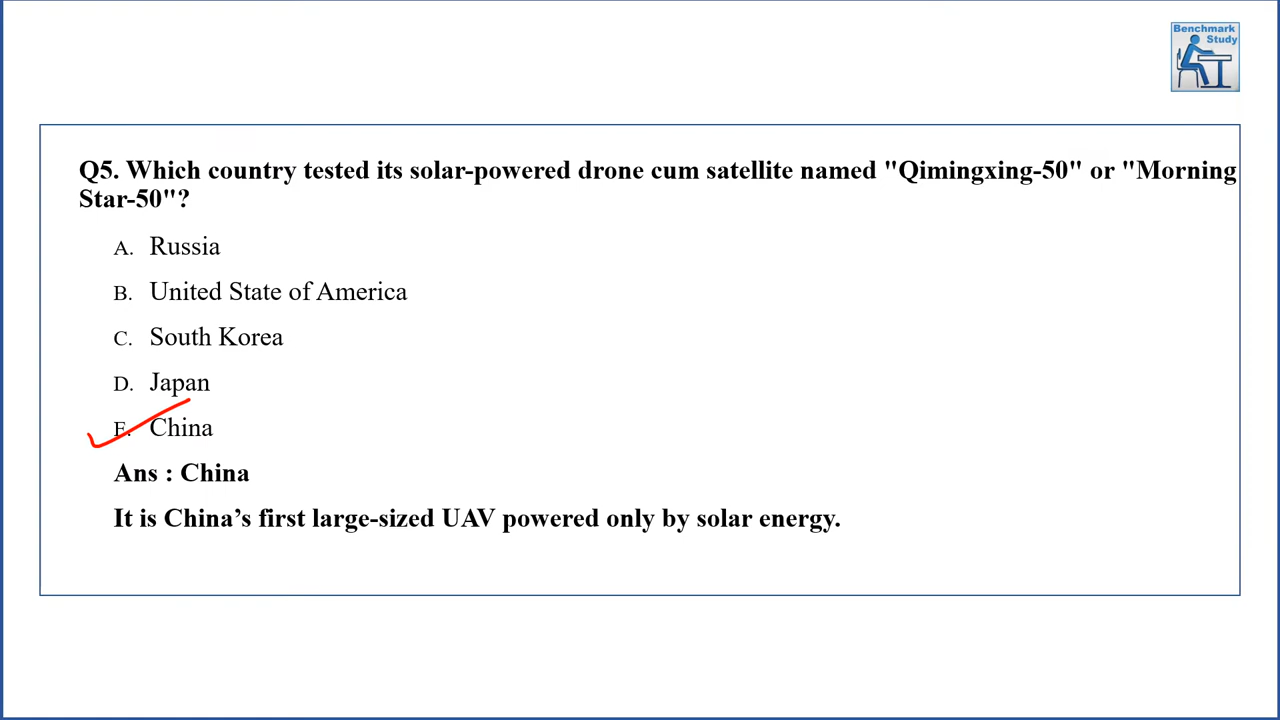 Benchmark
Study
Q5. Which country tested its solar-powered drone cum satellite named "Qimingxing-50" or "Morning
Star-50"?
A. Russia
B. United State of America
C. South Korea
D. Japan
E. China
Ans : China
It is China’s first large-sized UAV powered only by solar energy.